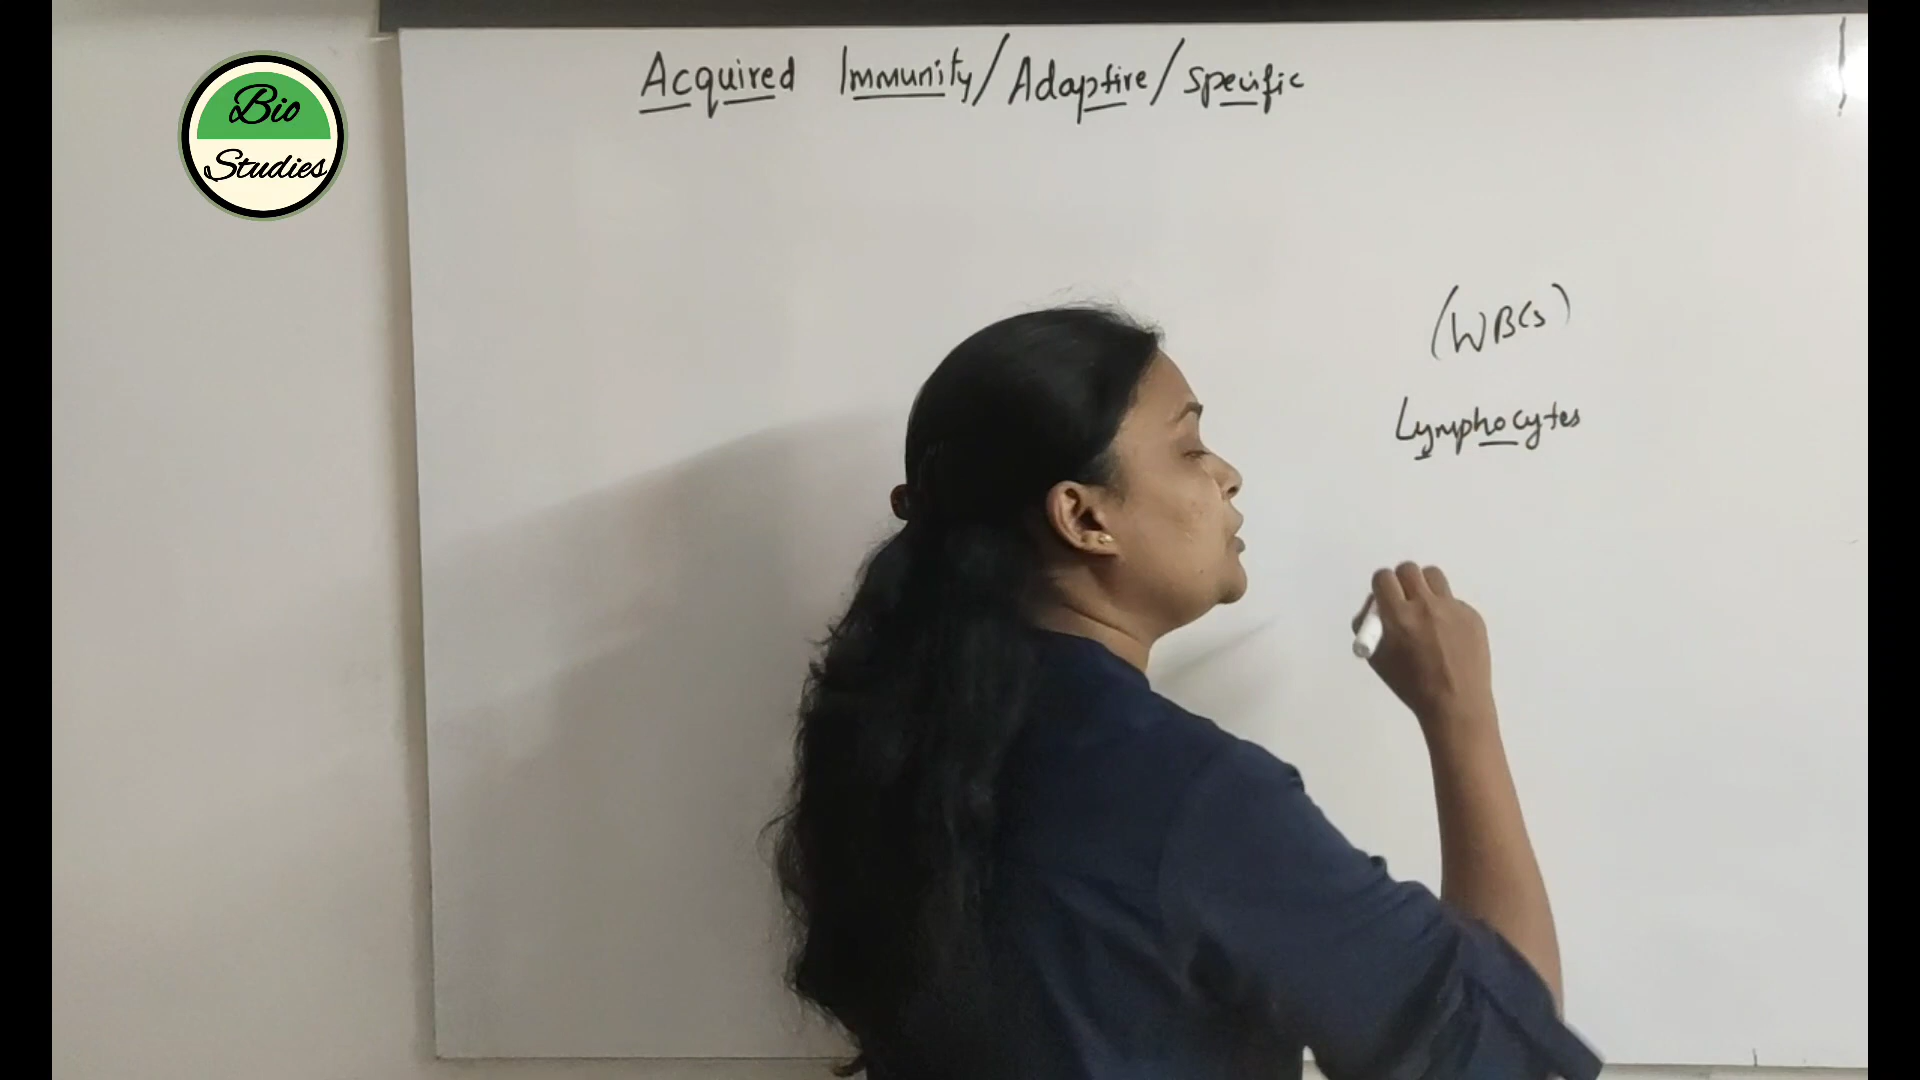 Bio
Studies
Acquired Immunity/Adaptive/Specific
(WBCs)
Lymphocytes